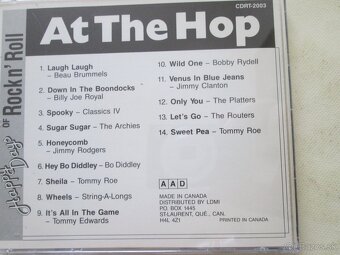 CDRT-2003
At The Hop
Happy Days OF Rock n' Roll
1. Laugh Laugh –
Beau Brummels
2. Down In The Boondocks –
Billy Joe Royal
3. Spooky – Classics IV
4. Sugar Sugar – The Archies
5. Honeycomb
– Jimmy Rodgers
6. Hey Bo Diddley – Bo Diddley
7. Sheila – Tommy Roe
8. Wheels – String-A-Longs
9. It's All In The Game
– Tommy Edwards
10. Wild One – Bobby Rydell
11. Venus In Blue Jeans
– Jimmy Clanton
12. Only You – The Platters
13. Let's Go – The Routers
14. Sweet Pea – Tommy Roe
A A D
MADE IN CANADA
DISTRIBUTED BY LDMI
P.O. BOX 1445
ST-LAURENT, QUÉ., CAN.
H4L 4Z1
PRINTED IN CANADA